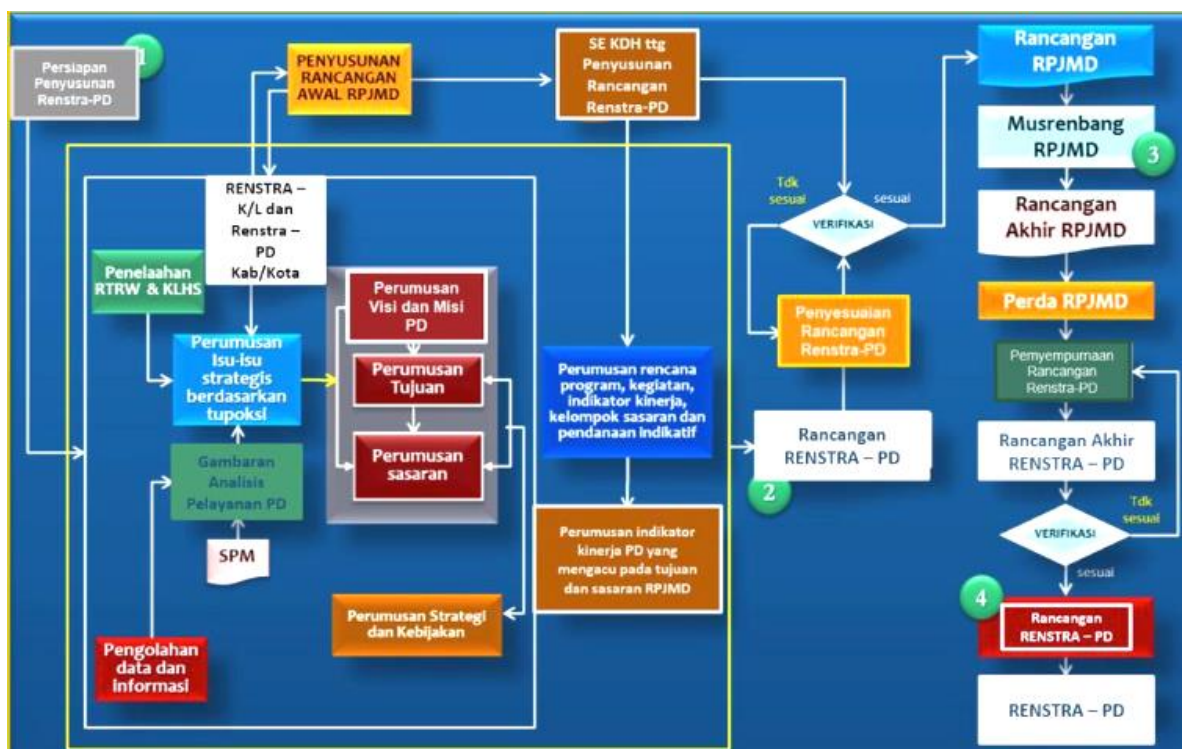 Persiapan
Penyusunan
Renstra-PD
1
PENYUSUNAN
RANCANGAN
AWAL RPJMD
SE KDH ttg
Penyusunan
Rancangan
Renstra-PD
RENSTRA –
K/L dan
Renstra –
PD
Kab/Kota
Penelaahan
RTRW & KLHS
Perumusan
Isu-isu
strategis
berdasarkan
tupoksi
Gambaran
Analisis
Pelayanan PD
SPM
Pengolahan
data dan
informasi
Perumusan
Visi dan Misi
PD
Perumusan
Tujuan
Perumusan
sasaran
Perumusan Strategi
dan Kebijakan
Perumusan rencana
program, kegiatan,
indikator kinerja,
kelompok sasaran dan
pendanaan indikatif
Perumusan indikator
kinerja PD yang
mengacu pada tujuan
dan sasaran RPJMD
Tdk
sesuai
sesuai
VERIFIKASI
Penyesuaian
Rancangan
Renstra-PD
Rancangan
RENSTRA – PD
2
Rancangan
RPJMD
Musrenbang
RPJMD
3
Rancangan
Akhir RPJMD
Perda RPJMD
Pemyempurnaan
Rancangan
Renstra-PD
Rancangan Akhir
RENSTRA – PD
Tdk
sesuai
VERIFIKASI
sesuai
4
Rancangan
RENSTRA – PD
RENSTRA – PD